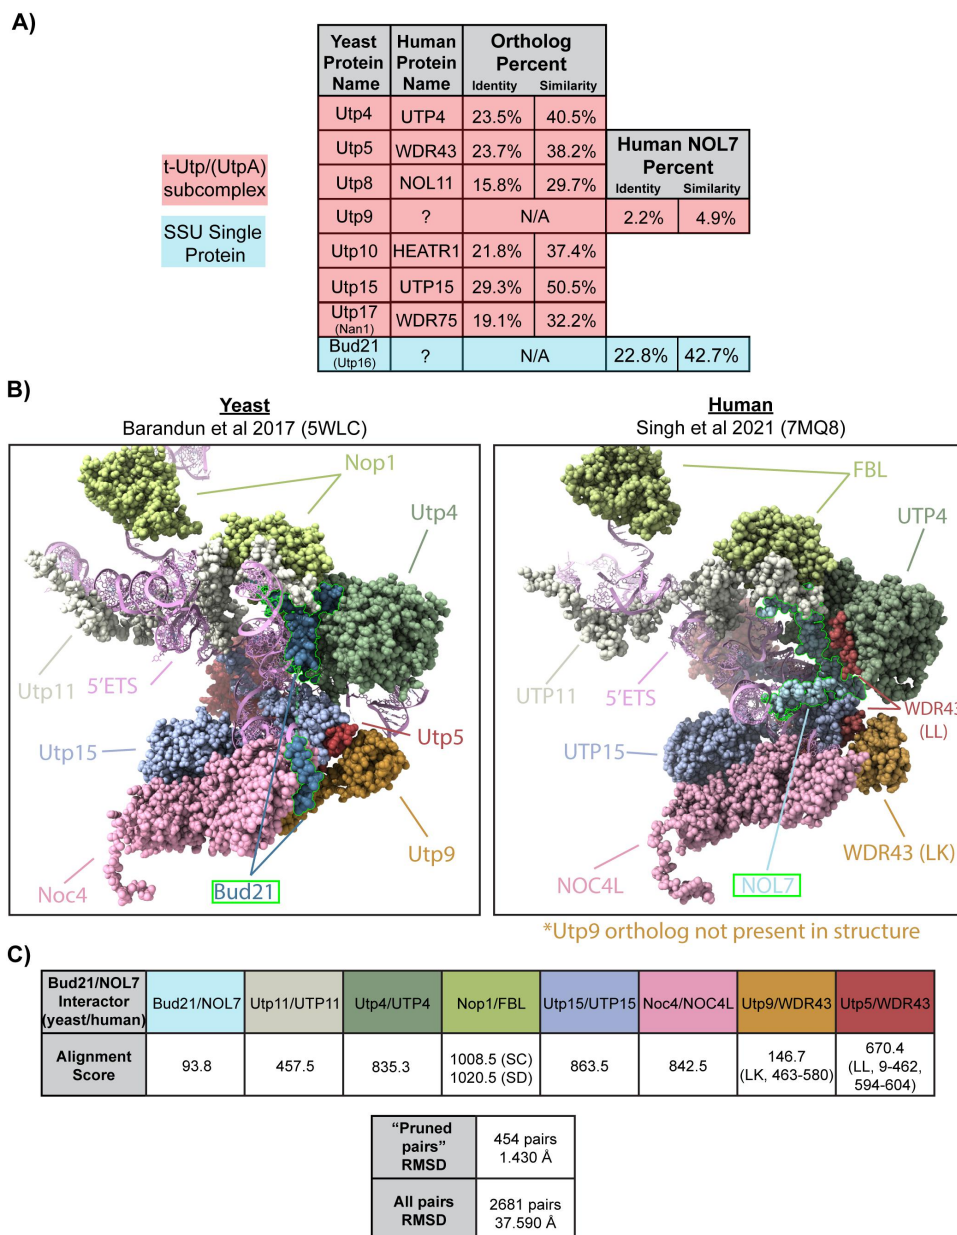 A)
Yeast Protein Name Human Protein Name Ortholog Percent
Identity Similarity
Utp4 UTP4 23.5% 40.5%
Utp5 WDR43 23.7% 38.2% Human NOL7 Percent
Utp8 NOL11 15.8% 29.7% Identity Similarity
Utp9 ? N/A 2.2% 4.9%
Utp10 HEATR1 21.8% 37.4%
Utp15 UTP15 29.3% 50.5%
Utp17 (Nan1) WDR75 19.1% 32.2%
Bud21 (Utp16) ? N/A 22.8% 42.7%
t-Utp/(UtpA)
subcomplex
SSU Single
Protein
B)
Yeast
Barandun et al 2017 (5WLC)
Nop1
Utp4
Utp11
5'ETS
Utp15
Utp5
Utp9
Noc4
Bud21
Human
Singh et al 2021 (7MQ8)
FBL
UTP4
UTP11
5'ETS
WDR43
(LL)
UTP15
WDR43 (LK)
NOC4L
NOL7
*Utp9 ortholog not present in structure
C)
Bud21/NOL7 Interactor (yeast/human) Bud21/NOL7 Utp11/UTP11 Utp4/UTP4 Nop1/FBL Utp15/UTP15 Noc4/NOC4L Utp9/WDR43 Utp5/WDR43
Alignment Score 93.8 457.5 835.3 1008.5 (SC) 1020.5 (SD) 863.5 842.5 146.7 (LK, 463-580) 670.4 (LL, 9-462, 594-604)
"Pruned pairs" RMSD 454 pairs 1.430 Å
All pairs RMSD 2681 pairs 37.590 Å